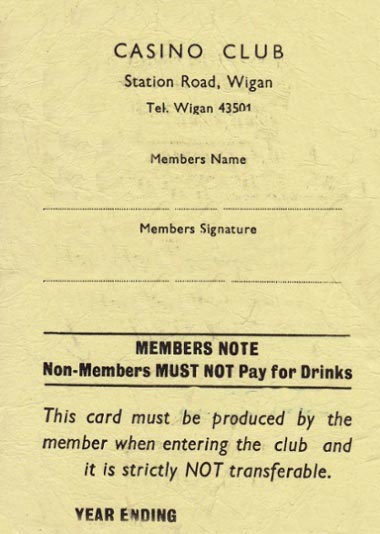 CASINO CLUB
Station Road, Wigan
Tel. Wigan 43501
Members Name
Members Signature
MEMBERS NOTE
Non-Members MUST NOT Pay for Drinks
This card must be produced by the
member when entering the club and
it is strictly NOT transferable.
YEAR ENDING